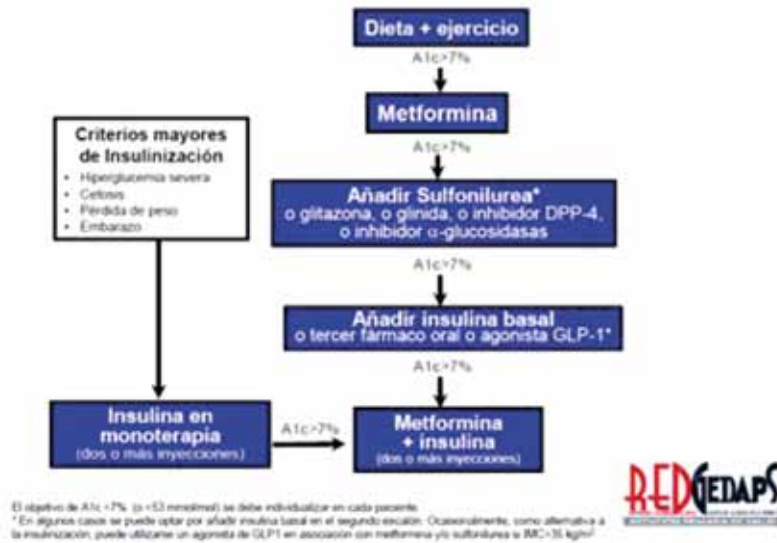 Dieta + ejercicio
A1c>7%
Metformina
A1c>7%
Criterios mayores
de Insulinización
• Hiperglucemia severa
• Cetosis
• Pérdida de peso
• Embarazo
Añadir Sulfonilurea*
o glitazona, o glinida, o inhibidor DPP-4,
o inhibidor α-glucosidasas
A1c>7%
Añadir insulina basal
o tercer fármaco oral o agonista GLP-1*
A1c>7%
Insulina en
monoterapia
(dos o más inyecciones)
A1c>7%
Metformina
+ insulina
(dos o más inyecciones)
El objetivo de A1c <7% (o <53 mmol/mol) se debe individualizar en cada paciente.
* En algunos casos se puede optar por añadir insulina basal en el segundo escalón. Ocasionalmente, como alternativa a
la insulinización, puede utilizarse un agonista de GLP1 en asociación con metformina y/o sulfonilurea si IMC>35 kg/m²
REDGEDAPS